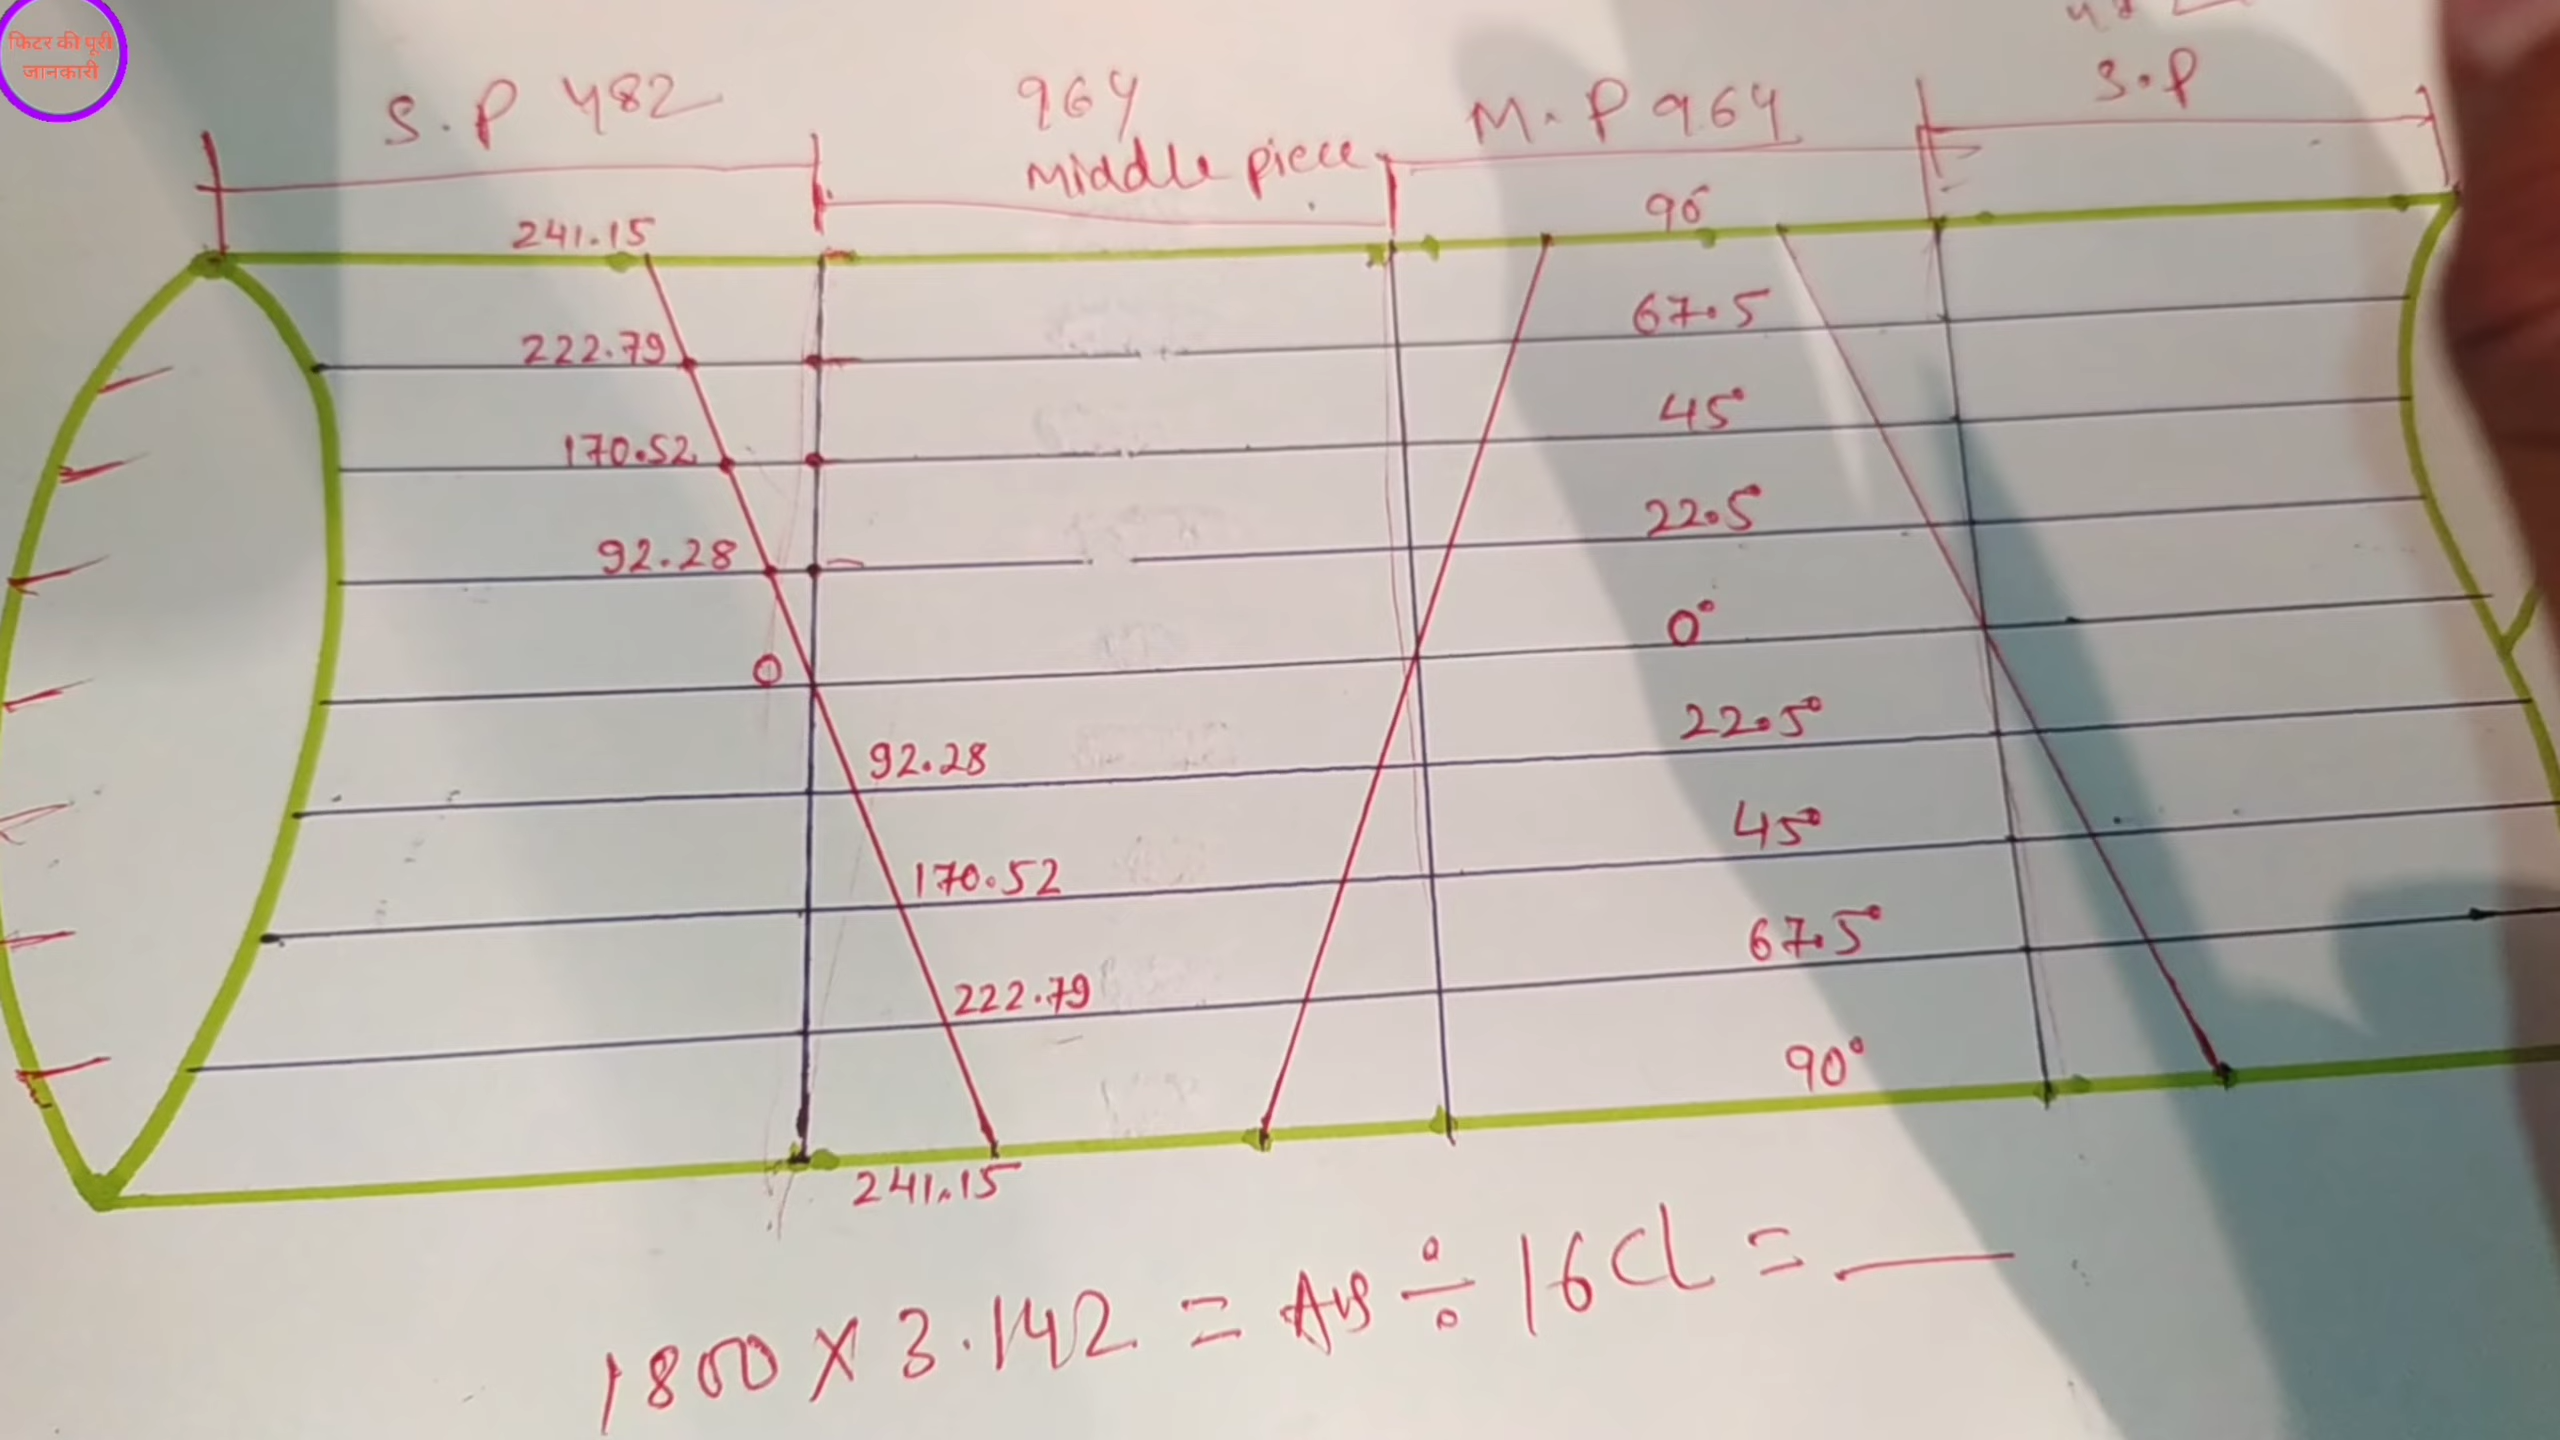 फिटर की पूरी
जानकारी
S.P 482
964
Middle piece
M.P 964
S.P
241.15
90°
222.79
67.5
170.52
45°
92.28
22.5
0
0°
92.28
22.5°
170.52
45°
222.79
67.5°
241.15
90°
1800 x 3.142 = Ans ÷ 16 Cl =